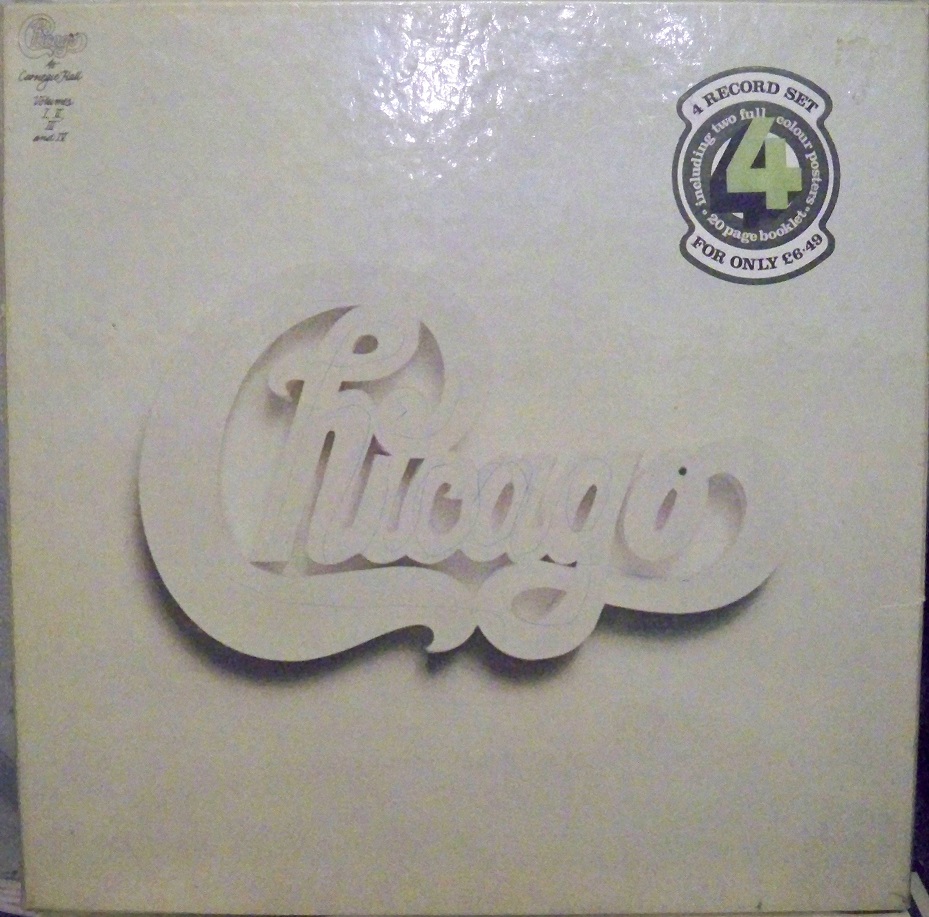 Chicago
at
Carnegie Hall
Volumes
I, II,
III
and IV
4 RECORD SET
including two full colour posters
4
• 20 page booklet •
FOR ONLY £6·49
Chicago